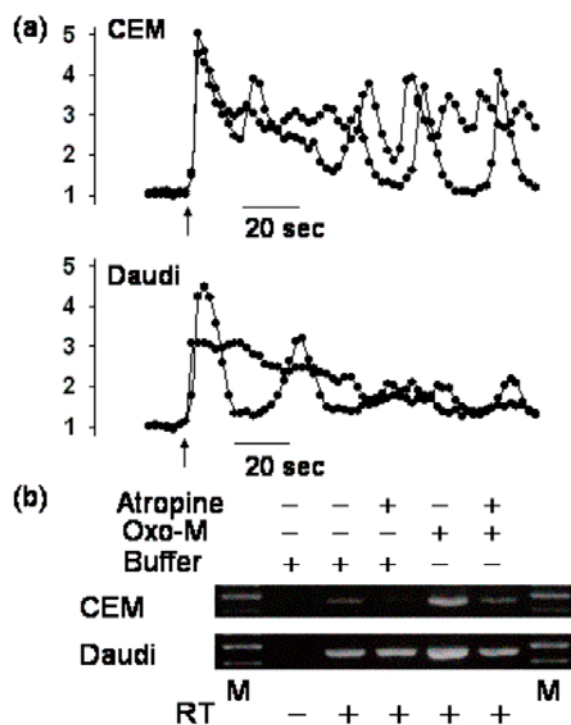 (a)
CEM
5
4
3
2
1
20 sec
Daudi
5
4
3
2
1
20 sec
(b)
Atropine – – + – +
Oxo-M – – – + +
Buffer + + + – –
CEM
Daudi
M M
RT – + + + +